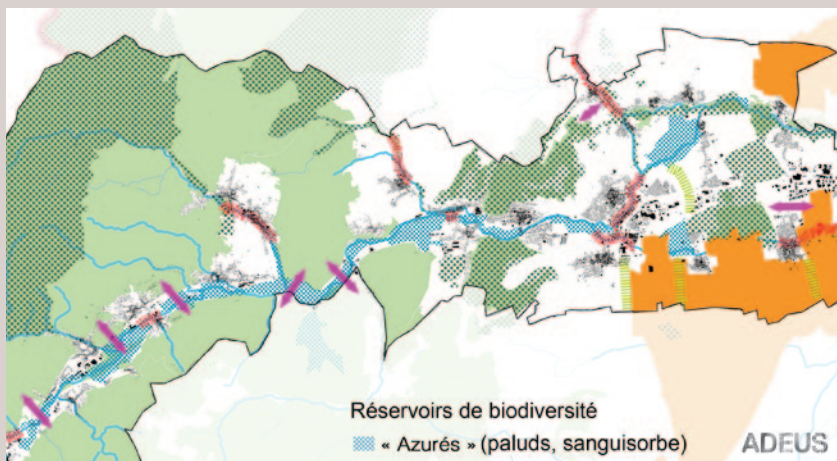 Réservoirs de biodiversité
« Azurés » (paluds, sanguisorbe)
ADEUS